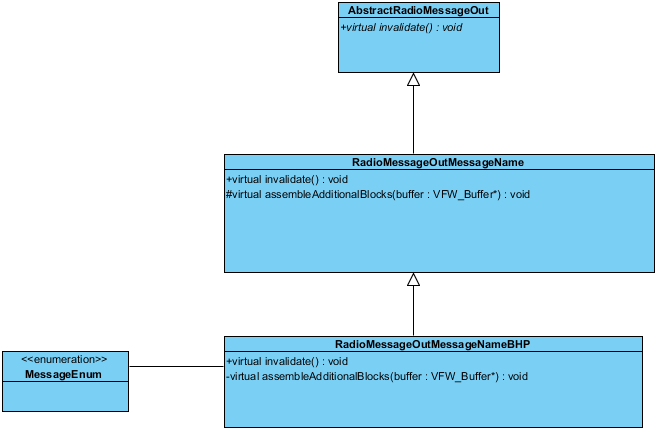 AbstractRadioMessageOut
+virtual invalidate() : void
RadioMessageOutMessageName
+virtual invalidate() : void
#virtual assembleAdditionalBlocks(buffer : VFW_Buffer*) : void
RadioMessageOutMessageNameBHP
+virtual invalidate() : void
-virtual assembleAdditionalBlocks(buffer : VFW_Buffer*) : void
<<enumeration>>
MessageEnum